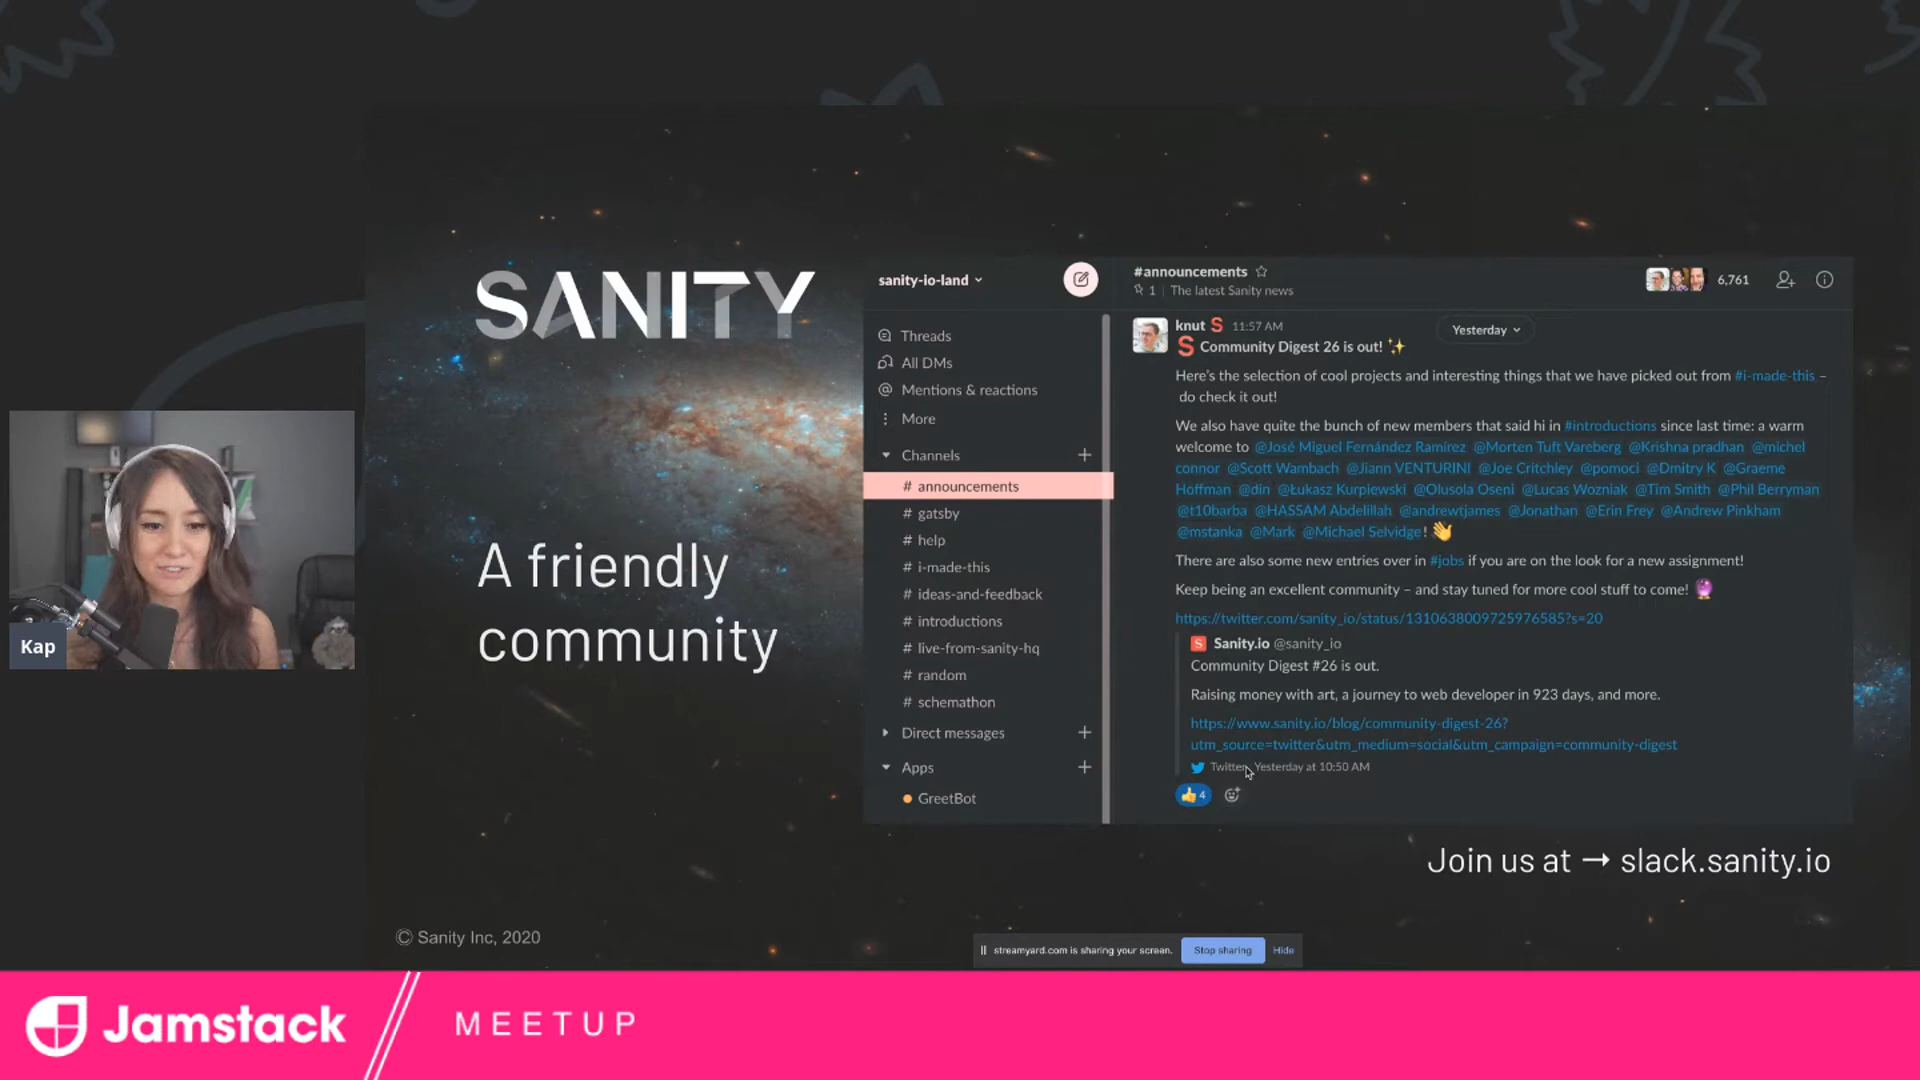 SANITY
A friendly
community
sanity-io-land
Threads
All DMs
@ Mentions & reactions
More
Channels
# announcements
# gatsby
# help
# i-made-this
# ideas-and-feedback
# introductions
# live-from-sanity-hq
# random
# schemathon
Direct messages
Apps
GreetBot
#announcements
1 | The latest Sanity news
6,761
Yesterday
knut S 11:57 AM
S Community Digest 26 is out! ✨
Here's the selection of cool projects and interesting things that we have picked out from #i-made-this –
do check it out!
We also have quite the bunch of new members that said hi in #introductions since last time: a warm
welcome to @José Miguel Fernández Ramírez @Morten Tuft Vareberg @Krishna pradhan @michel
connor @Scott Wambach @Jiann VENTURINI @Joe Critchley @pomoci @Dmitry K @Graeme
Hoffman @din @Łukasz Kurpiewski @Olusola Oseni @Lucas Wozniak @Tim Smith @Phil Berryman
@t10barba @HASSAM Abdelillah @andrewtjames @Jonathan @Erin Frey @Andrew Pinkham
@mstanka @Mark @Michael Selvidge! 👋
There are also some new entries over in #jobs if you are on the look for a new assignment!
Keep being an excellent community – and stay tuned for more cool stuff to come! 🔮
https://twitter.com/sanity_io/status/1310638009725976585?s=20
S Sanity.io @sanity_io
Community Digest #26 is out.
Raising money with art, a journey to web developer in 923 days, and more.
https://www.sanity.io/blog/community-digest-26?
utm_source=twitter&utm_medium=social&utm_campaign=community-digest
Twitter Yesterday at 10:50 AM
👍 4
Join us at → slack.sanity.io
Kap
© Sanity Inc, 2020
streamyard.com is sharing your screen. Stop sharing Hide
Jamstack
MEETUP